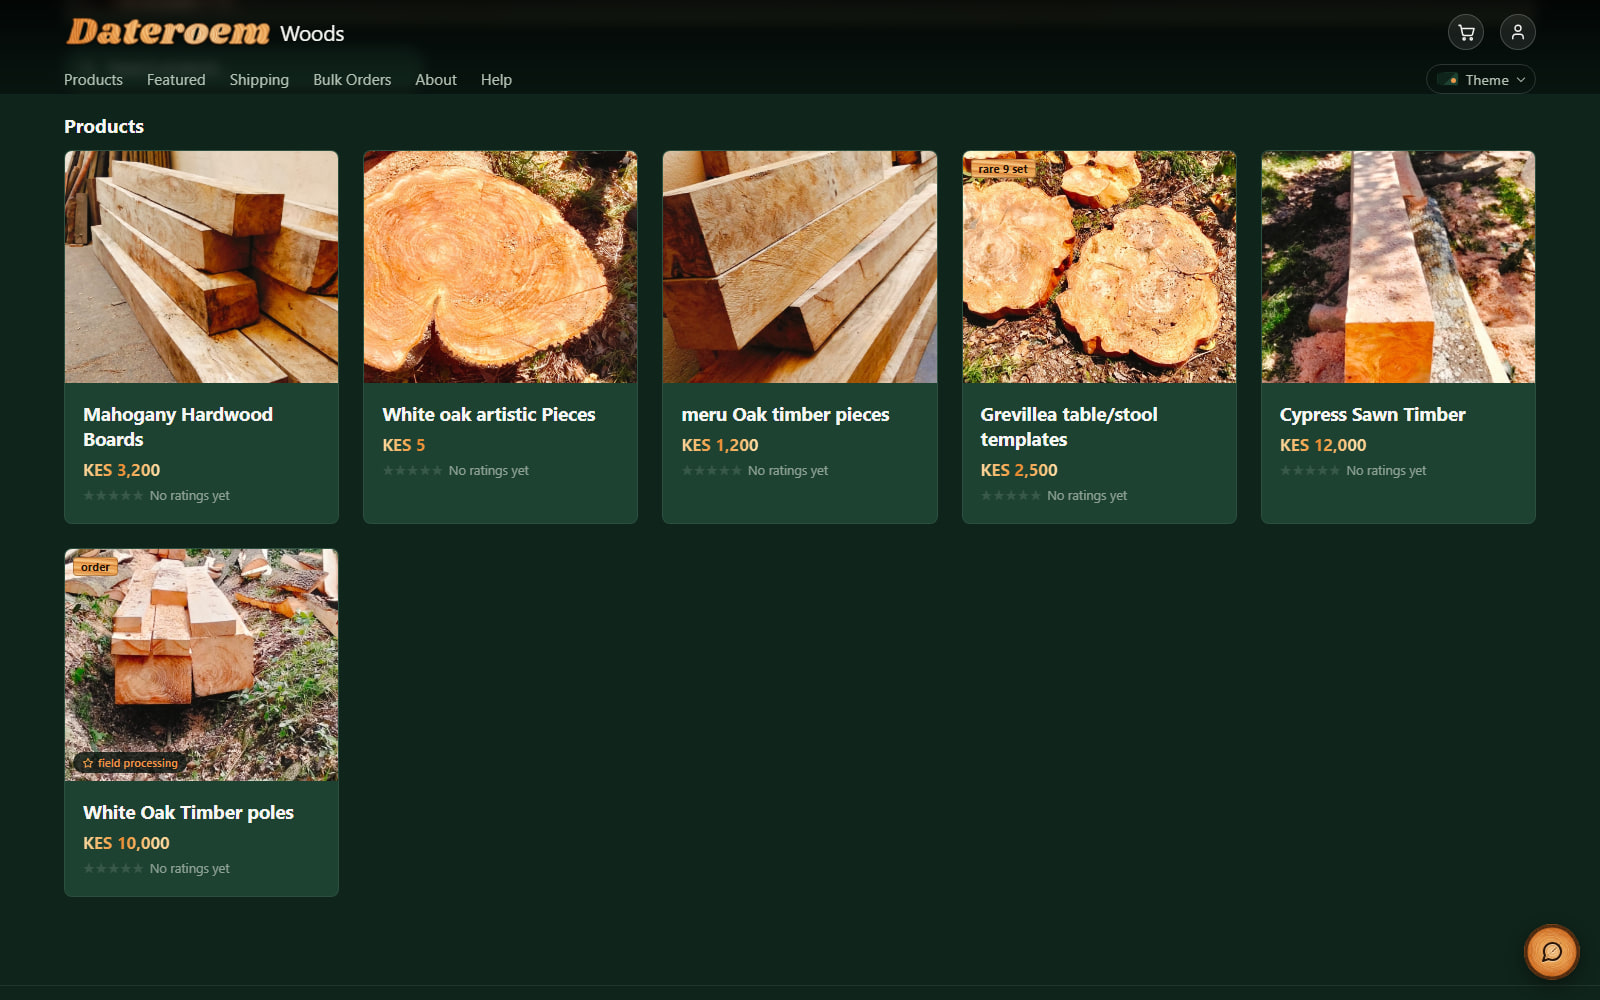 Dateroem Woods
Products Featured Shipping Bulk Orders About Help
Theme
Products
Mahogany Hardwood
Boards
KES 3,200
★★★★★ No ratings yet
White oak artistic Pieces
KES 5
★★★★★ No ratings yet
meru Oak timber pieces
KES 1,200
★★★★★ No ratings yet
rare 9 set
Grevillea table/stool
templates
KES 2,500
★★★★★ No ratings yet
Cypress Sawn Timber
KES 12,000
★★★★★ No ratings yet
order
field processing
White Oak Timber poles
KES 10,000
★★★★★ No ratings yet